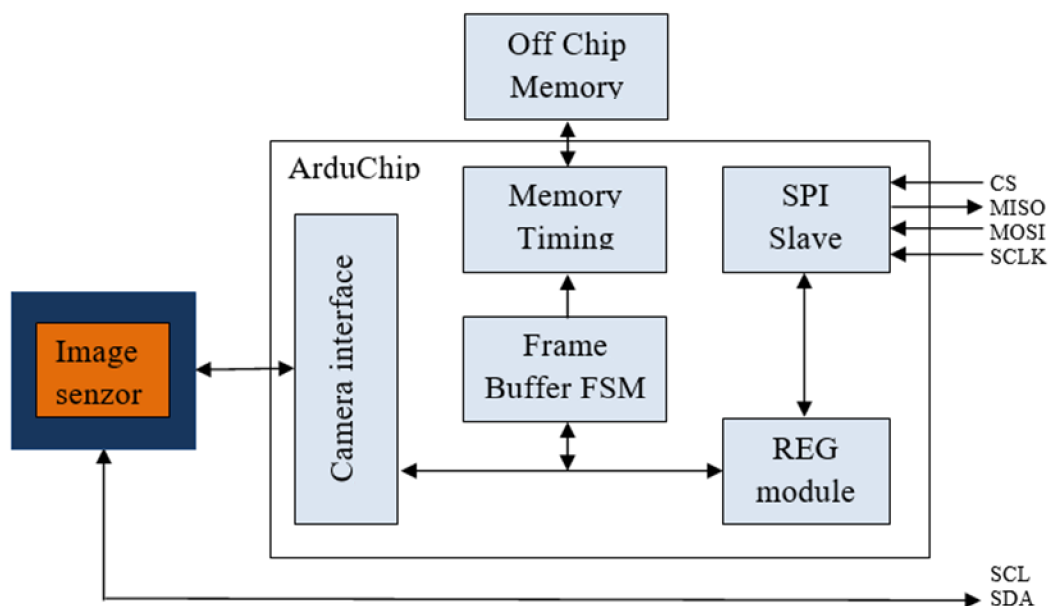 Off Chip
Memory
ArduChip
Memory
Timing
SPI
Slave
CS
MISO
MOSI
SCLK
Camera interface
Image
senzor
Frame
Buffer FSM
REG
module
SCL
SDA